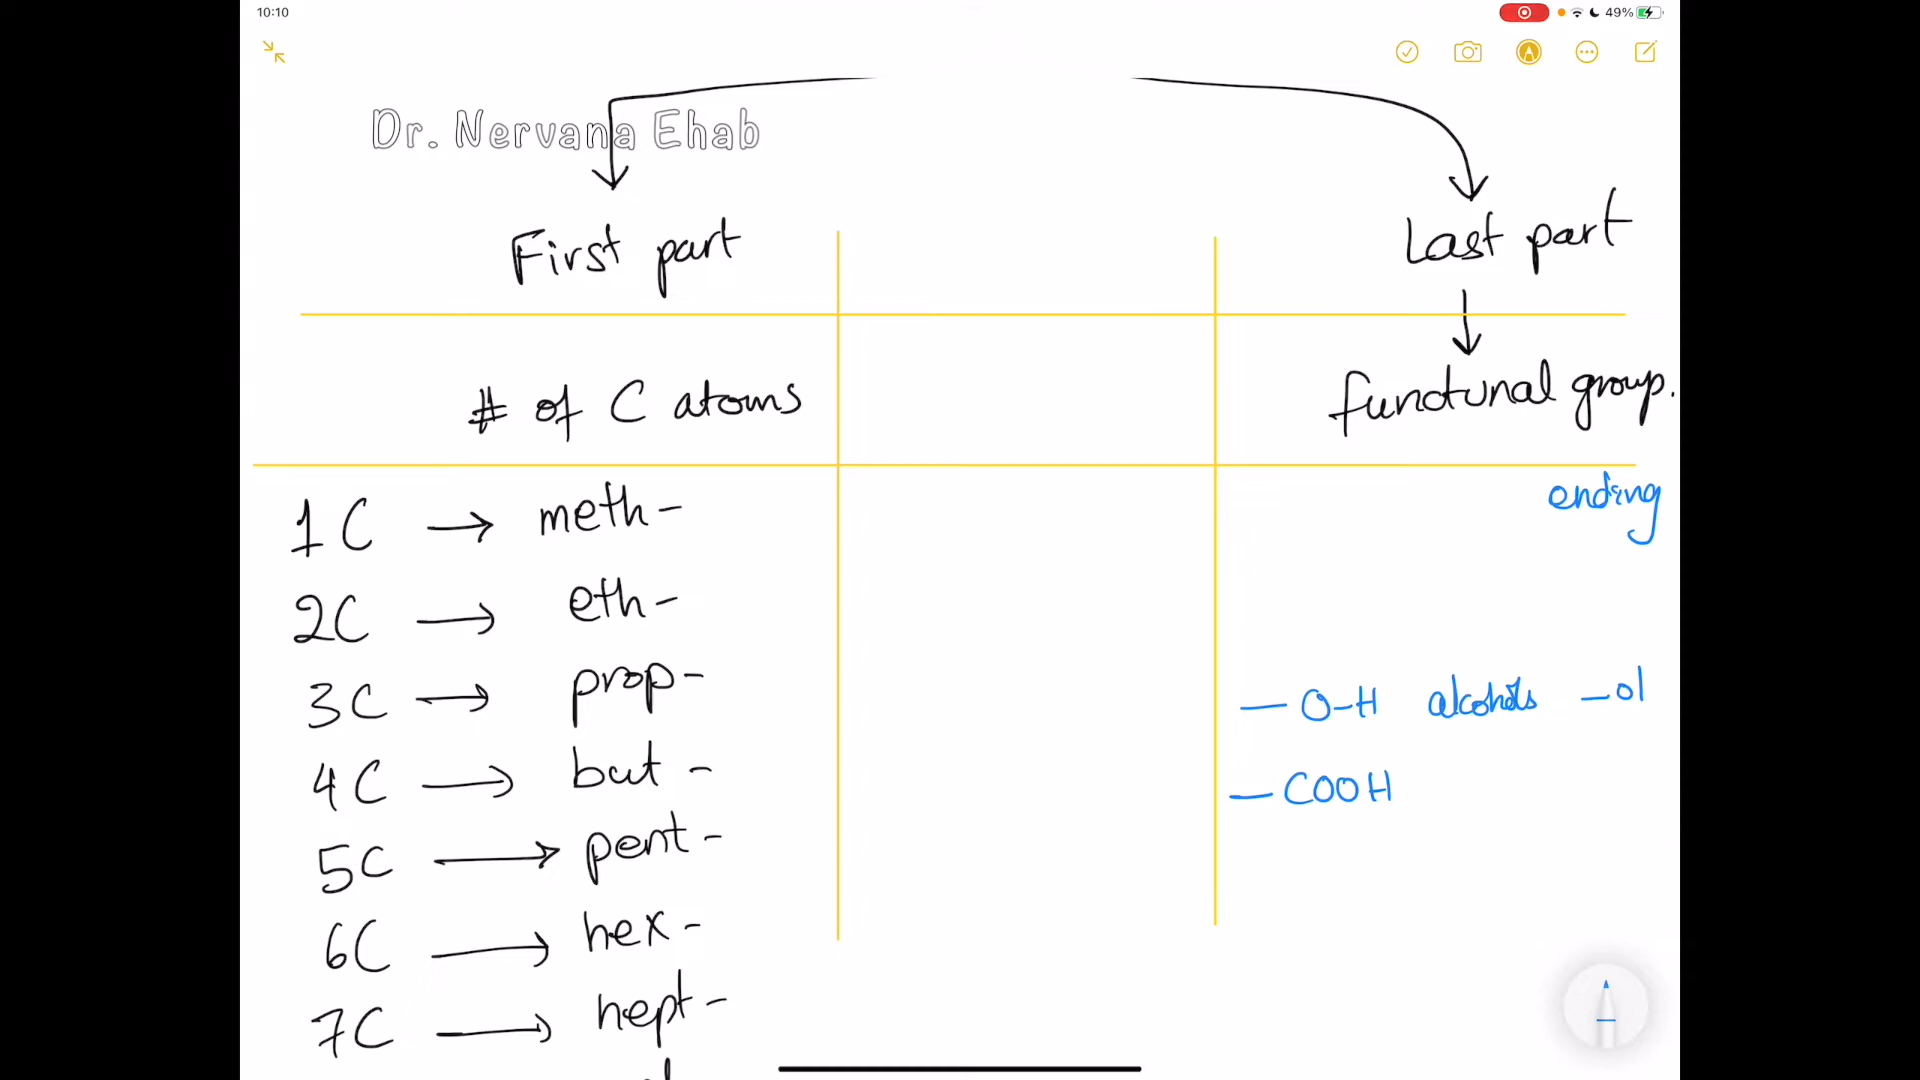 10:10
49%
Dr. Nervana Ehab
First part
Last part
# of C atoms
functunal group.
ending
1C → meth-
2C → eth-
3C → prop-
— O-H alcohols -ol
4C → but-
— COOH
5C → pent-
6C → hex-
7C → hept-